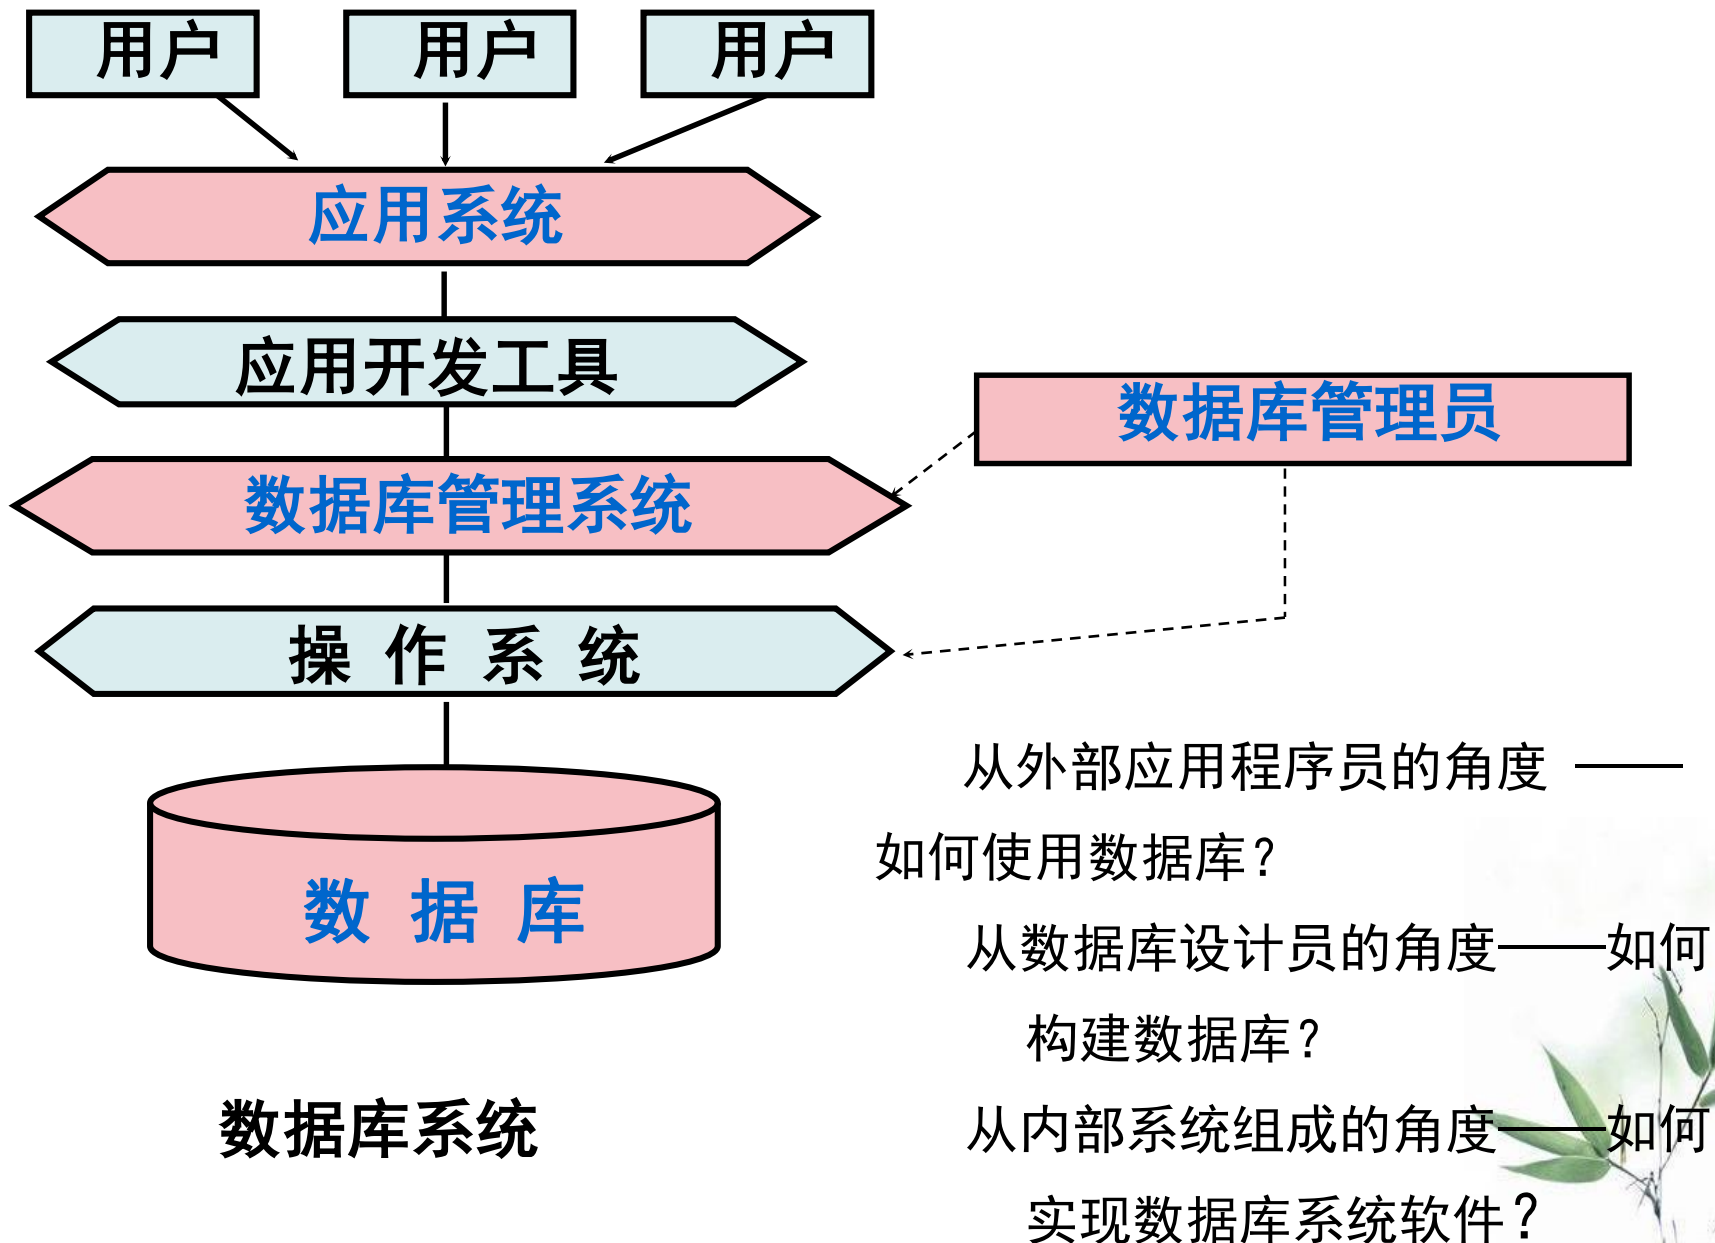 用户 用户 用户
应用系统
应用开发工具
数据库管理员
数据库管理系统
操 作 系 统
数 据 库
数据库系统
从外部应用程序员的角度 ——
如何使用数据库？
从数据库设计员的角度——如何
构建数据库？
从内部系统组成的角度——如何
实现数据库系统软件？